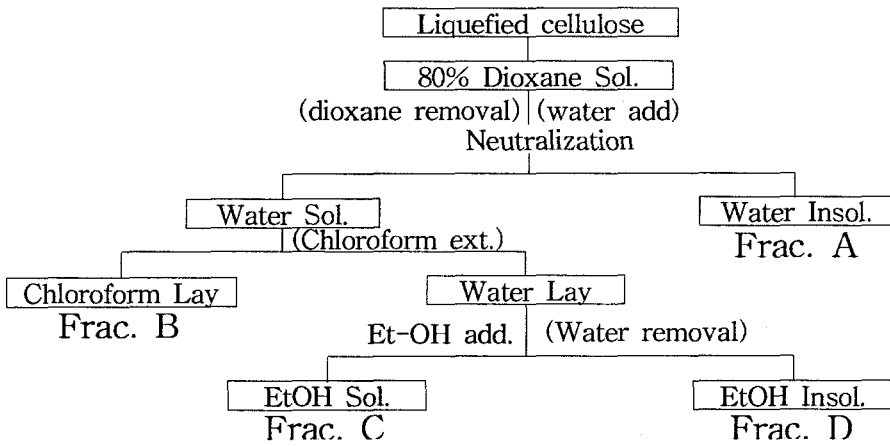 Liquefied cellulose
80% Dioxane Sol.
(dioxane removal) (water add)
Neutralization
Water Sol.
Water Insol.
(Chloroform ext.)
Frac. A
Chloroform Lay
Water Lay
Frac. B
Et-OH add. (Water removal)
EtOH Sol.
EtOH Insol.
Frac. C
Frac. D